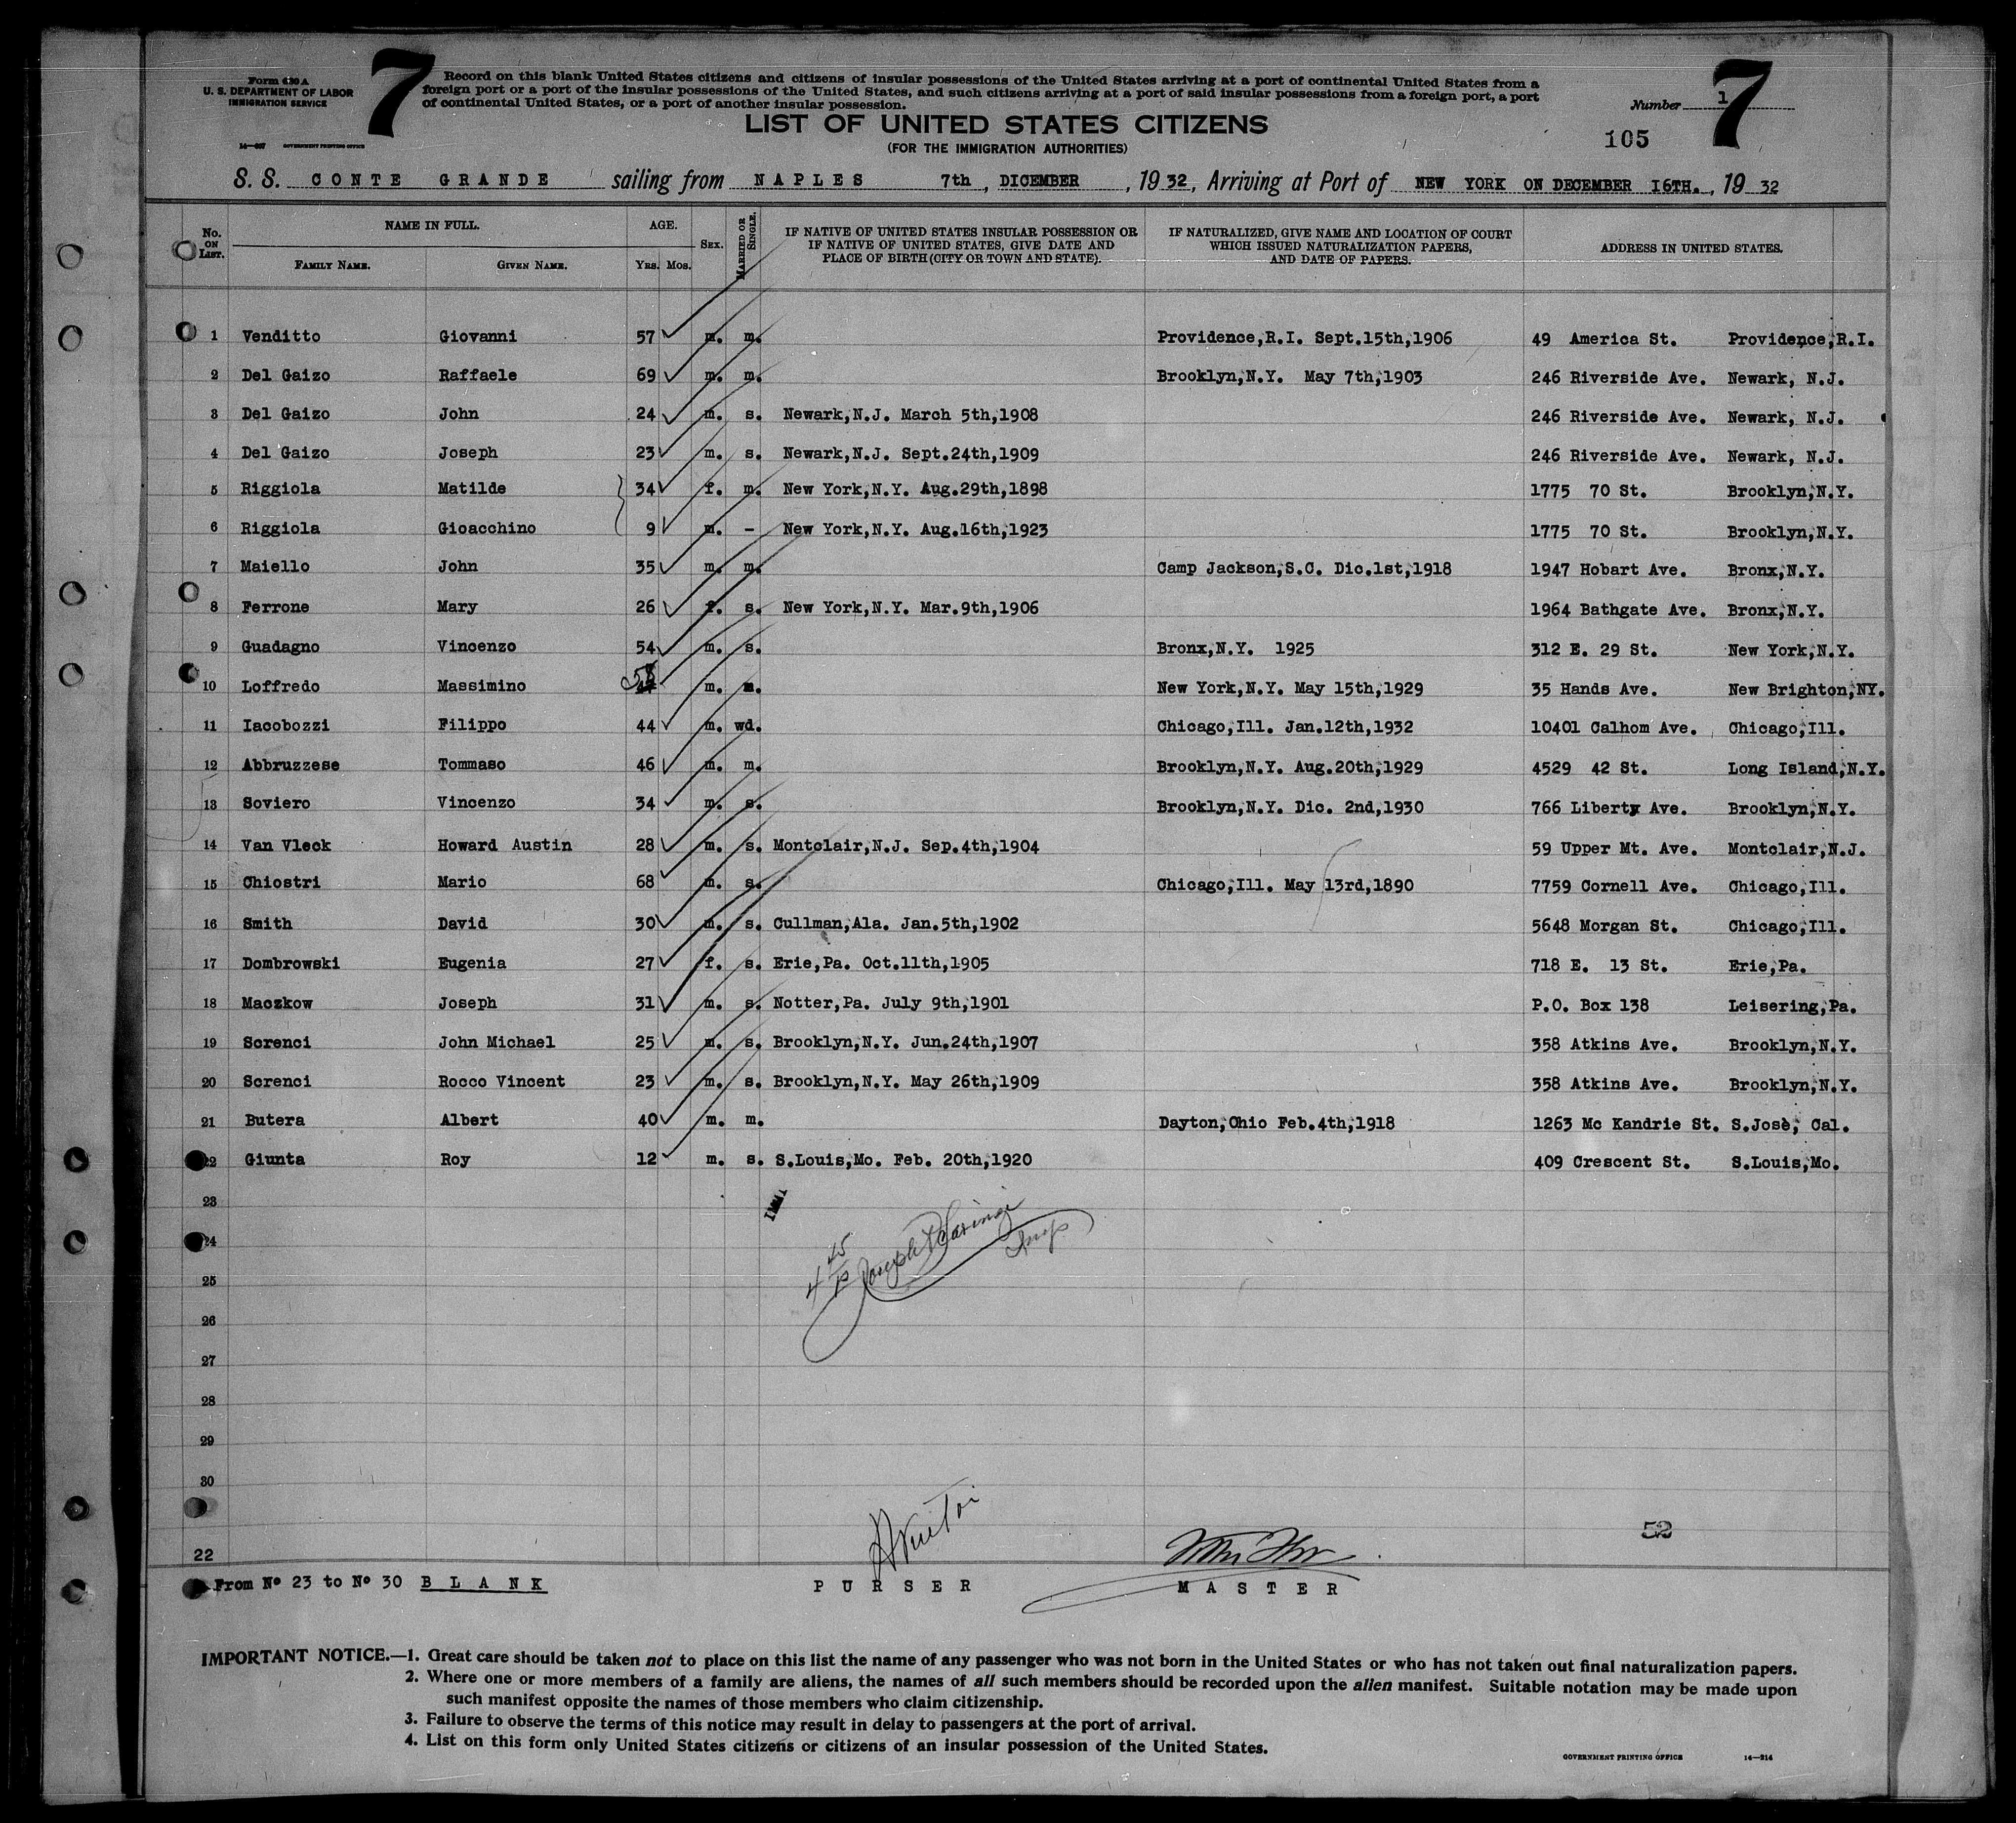 Form 630 A
U. S. DEPARTMENT OF LABOR
IMMIGRATION SERVICE
7
Record on this blank United States citizens and citizens of insular possessions of the United States arriving at a port of continental United States from a
foreign port or a port of the insular possessions of the United States, and such citizens arriving at a port of said insular possessions from a foreign port, a port
of continental United States, or a port of another insular possession.
Number 1
7
LIST OF UNITED STATES CITIZENS
(FOR THE IMMIGRATION AUTHORITIES)
105
GOVERNMENT PRINTING OFFICE
S. S. CONTE GRANDE sailing from NAPLES 7th, DICEMBER, 1932, Arriving at Port of NEW YORK ON DECEMBER 16TH., 1932
No. ON LIST. NAME IN FULL. AGE. SEX. MARRIED OR SINGLE. IF NATIVE OF UNITED STATES INSULAR POSSESSION OR IF NATIVE OF UNITED STATES, GIVE DATE AND PLACE OF BIRTH (CITY OR TOWN AND STATE). IF NATURALIZED, GIVE NAME AND LOCATION OF COURT WHICH ISSUED NATURALIZATION PAPERS, AND DATE OF PAPERS. ADDRESS IN UNITED STATES.
FAMILY NAME. GIVEN NAME. YRS. MOS.
1 Venditto Giovanni 57 m. m. Providence,R.I. Sept.15th,1906 49 America St. Providence,R.I.
2 Del Gaizo Raffaele 69 m. m. Brooklyn,N.Y. May 7th,1903 246 Riverside Ave. Newark, N.J.
3 Del Gaizo John 24 m. s. Newark,N.J. March 5th,1908 246 Riverside Ave. Newark, N.J.
4 Del Gaizo Joseph 23 m. s. Newark,N.J. Sept.24th,1909 246 Riverside Ave. Newark, N.J.
5 Riggiola Matilde 34 f. m. New York,N.Y. Aug.29th,1898 1775 70 St. Brooklyn,N.Y.
6 Riggiola Gioacchino 9 m. - New York,N.Y. Aug.16th,1923 1775 70 St. Brooklyn,N.Y.
7 Maiello John 35 m. m. Camp Jackson,S.C. Dic.1st,1918 1947 Hobart Ave. Bronx,N.Y.
8 Ferrone Mary 26 f. s. New York,N.Y. Mar.9th,1906 1964 Bathgate Ave. Bronx,N.Y.
9 Guadagno Vincenzo 54 m. s. Bronx,N.Y. 1925 312 E. 29 St. New York,N.Y.
10 Loffredo Massimino m. New York,N.Y. May 15th,1929 35 Hands Ave. New Brighton,NY.
11 Iacobozzi Filippo 44 m. wd. Chicago,Ill. Jan.12th,1932 10401 Calhom Ave. Chicago,Ill.
12 Abbruzzese Tommaso 46 m. m. Brooklyn,N.Y. Aug.20th,1929 4529 42 St. Long Island,N.Y.
13 Soviero Vincenzo 34 m. s. Brooklyn,N.Y. Dic. 2nd,1930 766 Liberty Ave. Brooklyn,N.Y.
14 Van Vleck Howard Austin 28 m. s. Montclair,N.J. Sep.4th,1904 59 Upper Mt. Ave. Montclair,N.J.
15 Chiostri Mario 68 m. s. Chicago,Ill. May 13rd,1890 7759 Cornell Ave. Chicago,Ill.
16 Smith David 30 m. s. Cullman,Ala. Jan.5th,1902 5648 Morgan St. Chicago,Ill.
17 Dombrowski Eugenia 27 f. s. Erie,Pa. Oct.11th,1905 718 E. 13 St. Erie,Pa.
18 Maczkow Joseph 31 m. s. Notter,Pa. July 9th,1901 P.O. Box 138 Leisering,Pa.
19 Screnci John Michael 25 m. s. Brooklyn,N.Y. Jun.24th,1907 358 Atkins Ave. Brooklyn,N.Y.
20 Screnci Rocco Vincent 23 m. s. Brooklyn,N.Y. May 26th,1909 358 Atkins Ave. Brooklyn,N.Y.
21 Butera Albert 40 m. m. Dayton,Ohio Feb.4th,1918 1263 Mc Kandrie St. S.Josè, Cal.
22 Giunta Roy 12 m. s. S.Louis,Mo. Feb. 20th,1920 409 Crescent St. S.Louis,Mo.
23
24
25
26
27
28
29
30
52
22
From Nº 23 to Nº 30 BLANK
PURSER
MASTER
IMPORTANT NOTICE.—1. Great care should be taken not to place on this list the name of any passenger who was not born in the United States or who has not taken out final naturalization papers.
2. Where one or more members of a family are aliens, the names of all such members should be recorded upon the alien manifest. Suitable notation may be made upon
such manifest opposite the names of those members who claim citizenship.
3. Failure to observe the terms of this notice may result in delay to passengers at the port of arrival.
4. List on this form only United States citizens or citizens of an insular possession of the United States.
GOVERNMENT PRINTING OFFICE 14—214